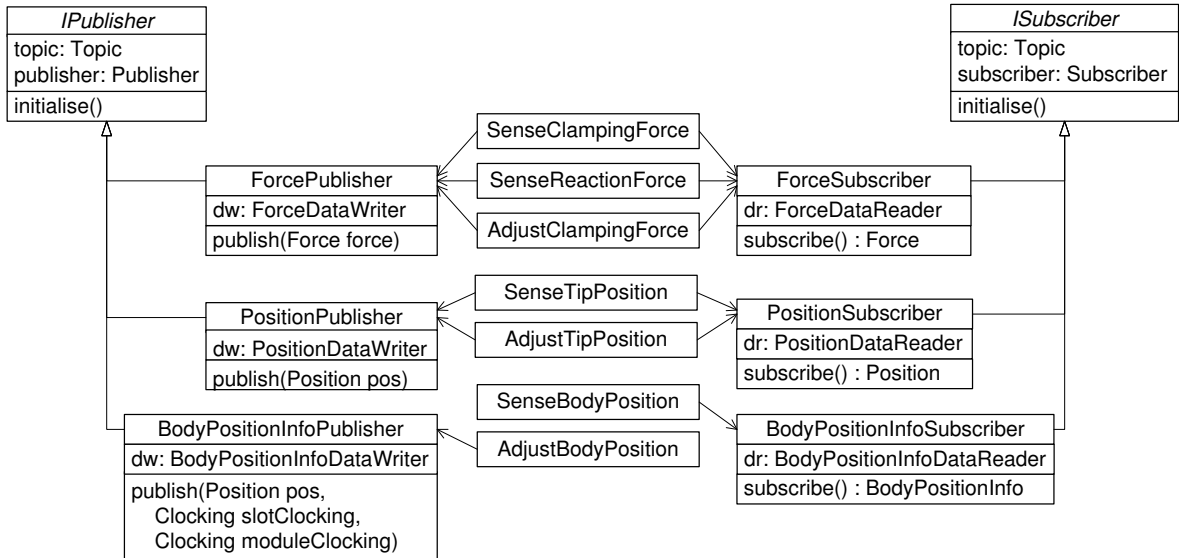 IPublisher
topic: Topic
publisher: Publisher
initialise()
ISubscriber
topic: Topic
subscriber: Subscriber
initialise()
SenseClampingForce
SenseReactionForce
AdjustClampingForce
ForcePublisher
dw: ForceDataWriter
publish(Force force)
ForceSubscriber
dr: ForceDataReader
subscribe() : Force
SenseTipPosition
AdjustTipPosition
PositionPublisher
dw: PositionDataWriter
publish(Position pos)
PositionSubscriber
dr: PositionDataReader
subscribe() : Position
SenseBodyPosition
AdjustBodyPosition
BodyPositionInfoPublisher
dw: BodyPositionInfoDataWriter
publish(Position pos,
Clocking slotClocking,
Clocking moduleClocking)
BodyPositionInfoSubscriber
dr: BodyPositionInfoDataReader
subscribe() : BodyPositionInfo